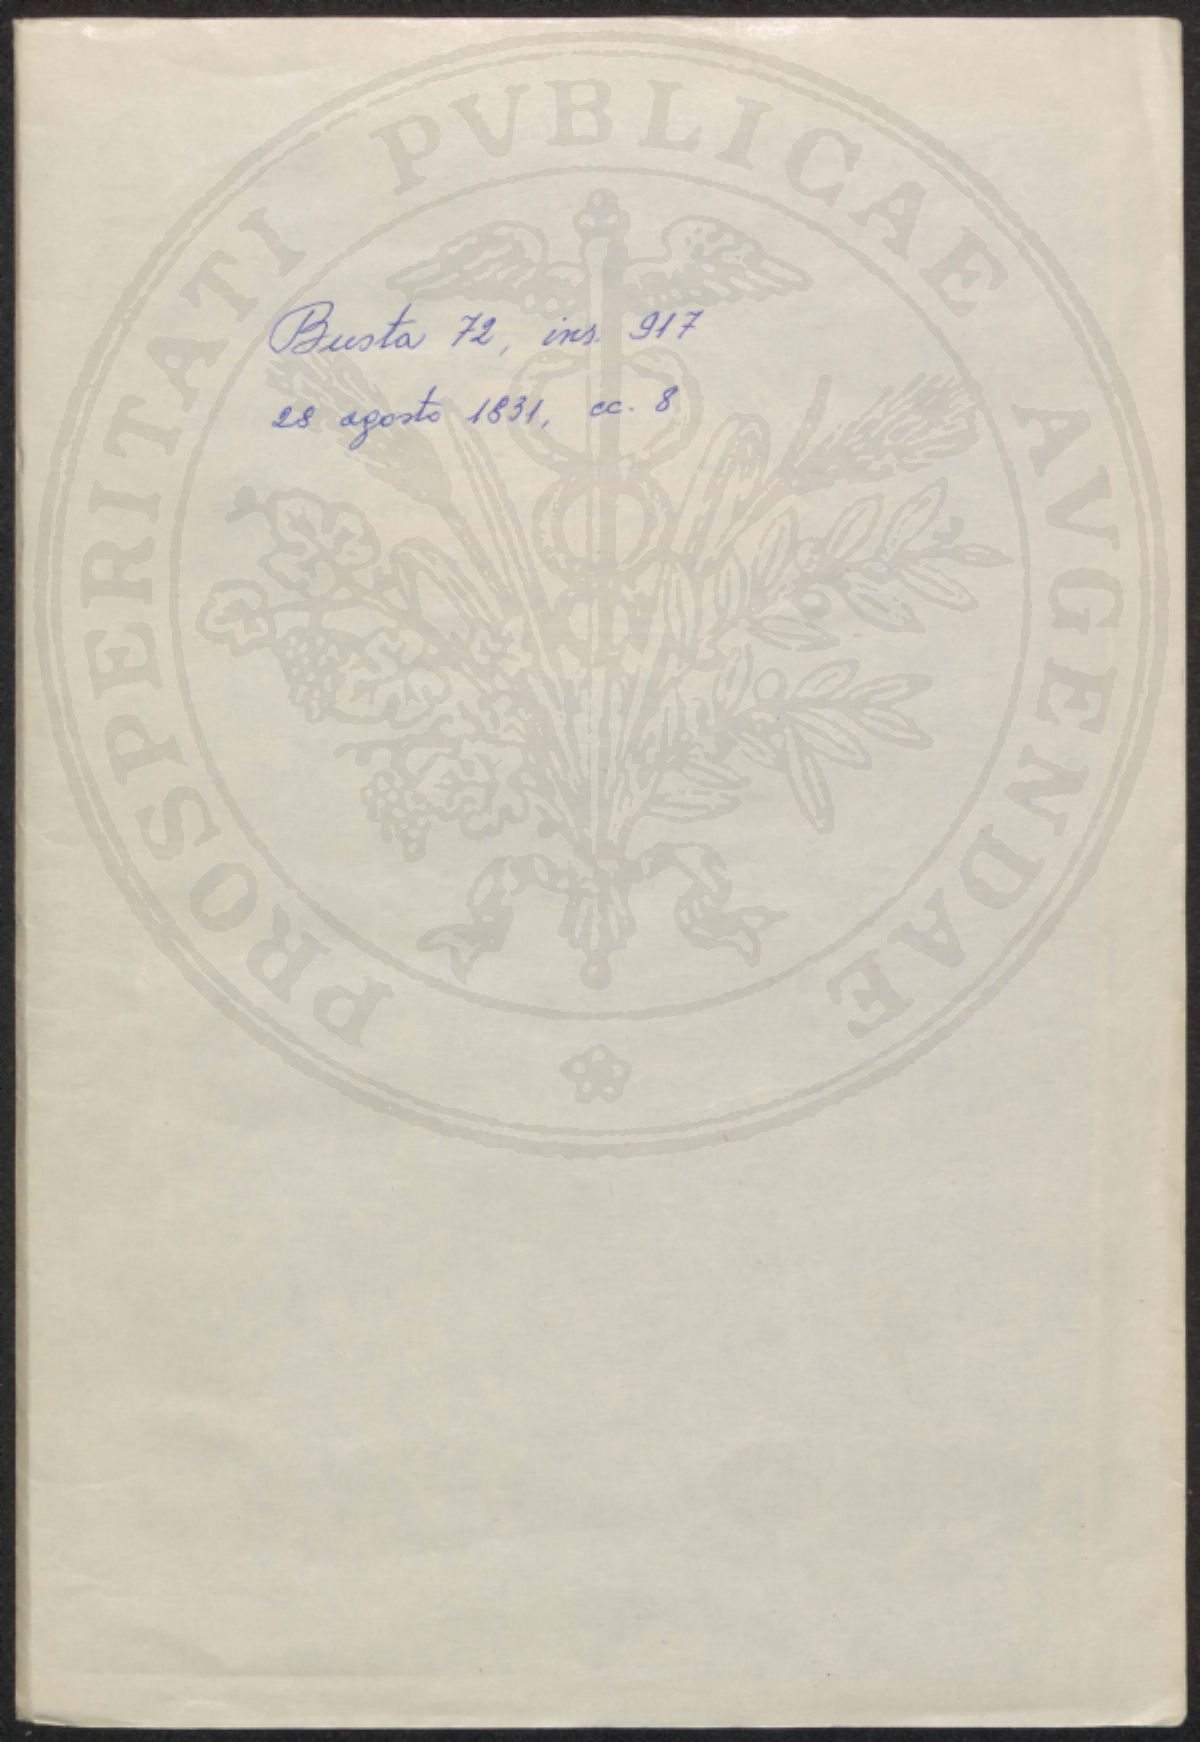 Busta 72, ins. 917
28 agosto 1831, cc. 8
PROSPERITATI PVBLICAE AVGENDAE